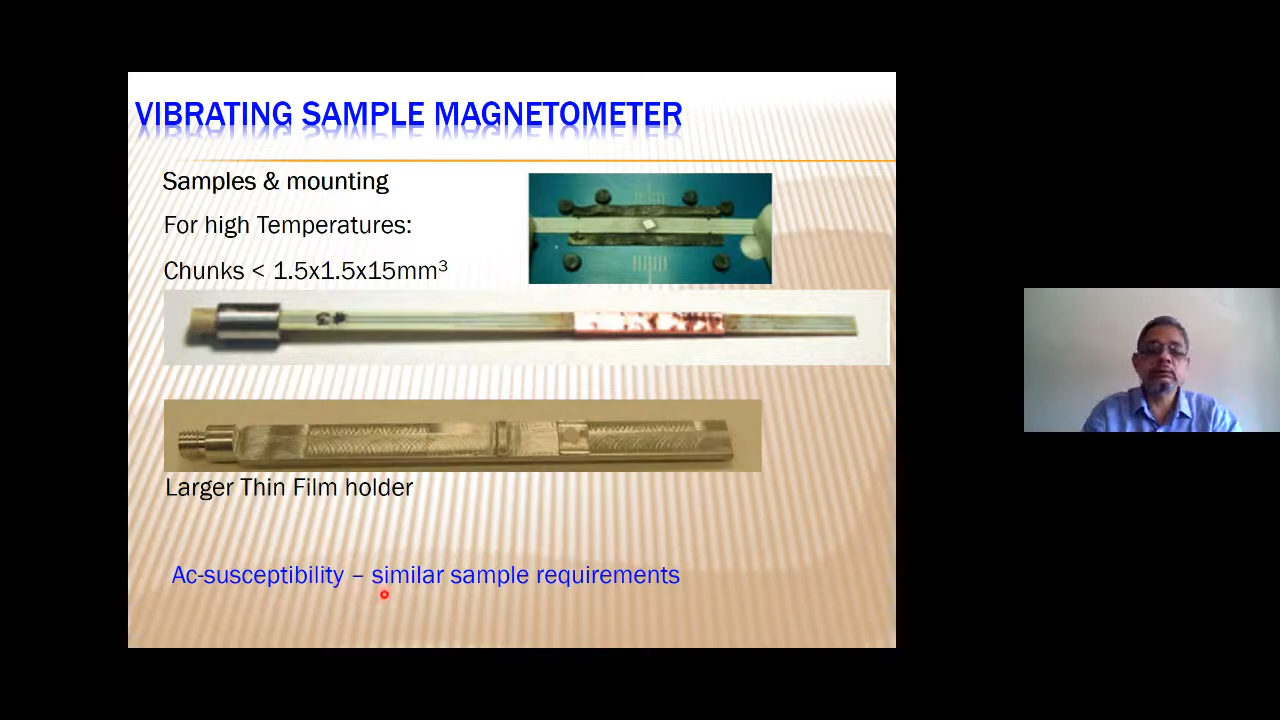 VIBRATING SAMPLE MAGNETOMETER
Samples & mounting
For high Temperatures:
Chunks < 1.5x1.5x15mm³
Larger Thin Film holder
Ac-susceptibility – similar sample requirements